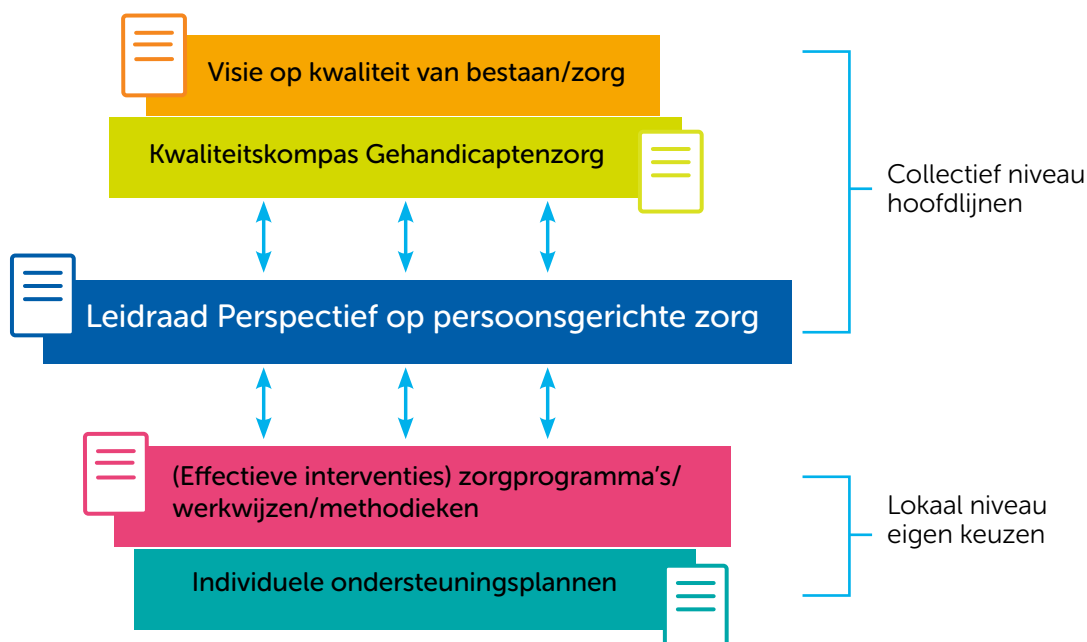 Visie op kwaliteit van bestaan/zorg
Kwaliteitskompas Gehandicaptenzorg
Collectief niveau
hoofdlijnen
Leidraad Perspectief op persoonsgerichte zorg
(Effectieve interventies) zorgprogramma's/
werkwijzen/methodieken
Lokaal niveau
eigen keuzen
Individuele ondersteuningsplannen